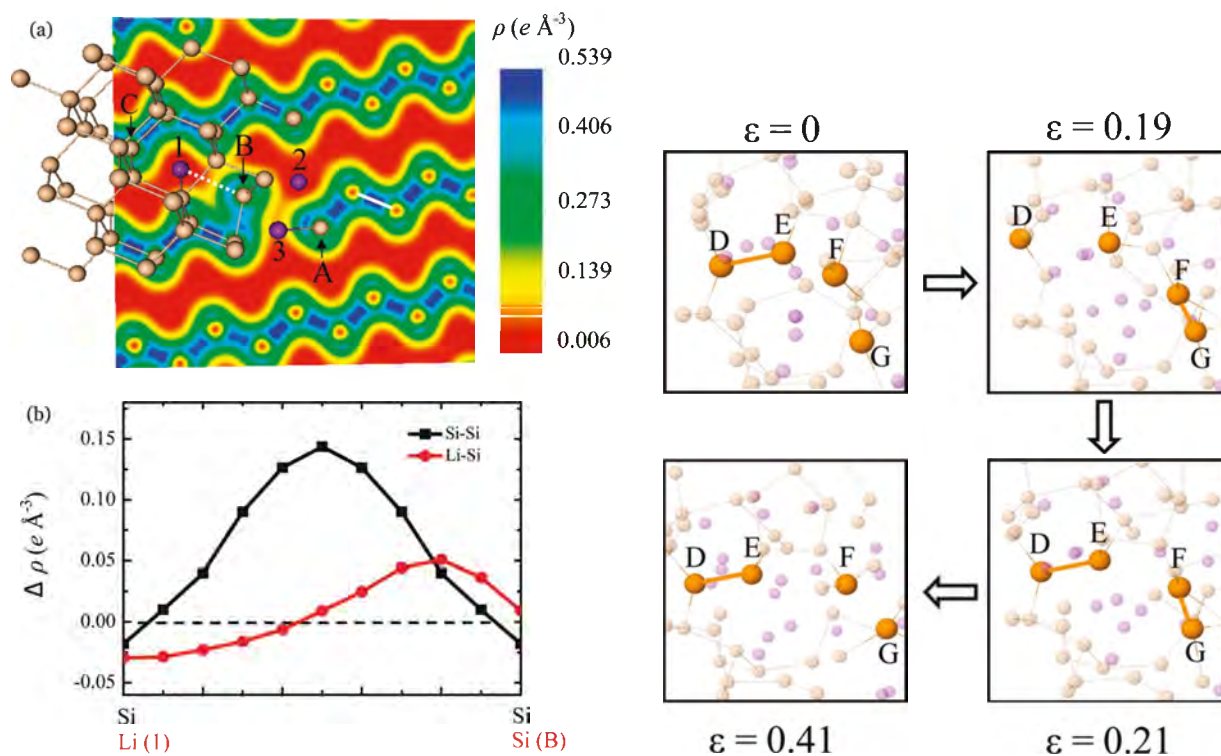 (a)
ρ (e Å⁻³)
0.539
0.406
0.273
0.139
0.006
C
1
B
2
3
A
(b)
Si-Si
Li-Si
Δ ρ (e Å⁻³)
0.15
0.10
0.05
0.00
-0.05
Si
Si
Li (1)
Si (B)
ε = 0
ε = 0.19
D
E
F
G
D
E
F
G
D
E
F
G
D
E
F
G
ε = 0.41
ε = 0.21